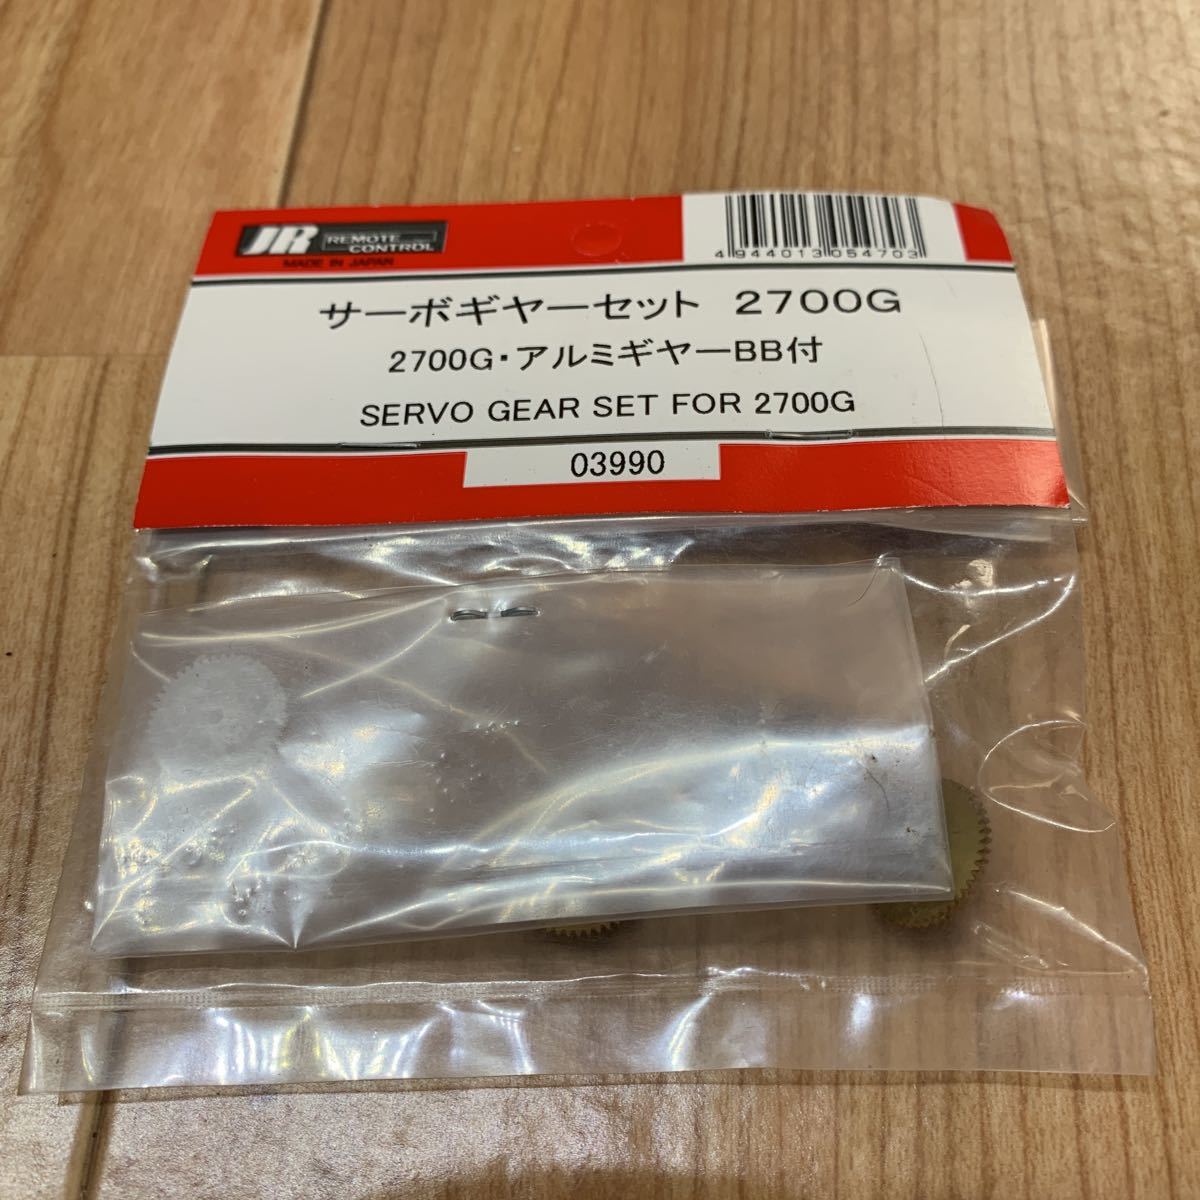 JR REMOTE CONTROL
MADE IN JAPAN
4944013054703
サーボギヤーセット 2700G
2700G・アルミギヤーBB付
SERVO GEAR SET FOR 2700G
03990